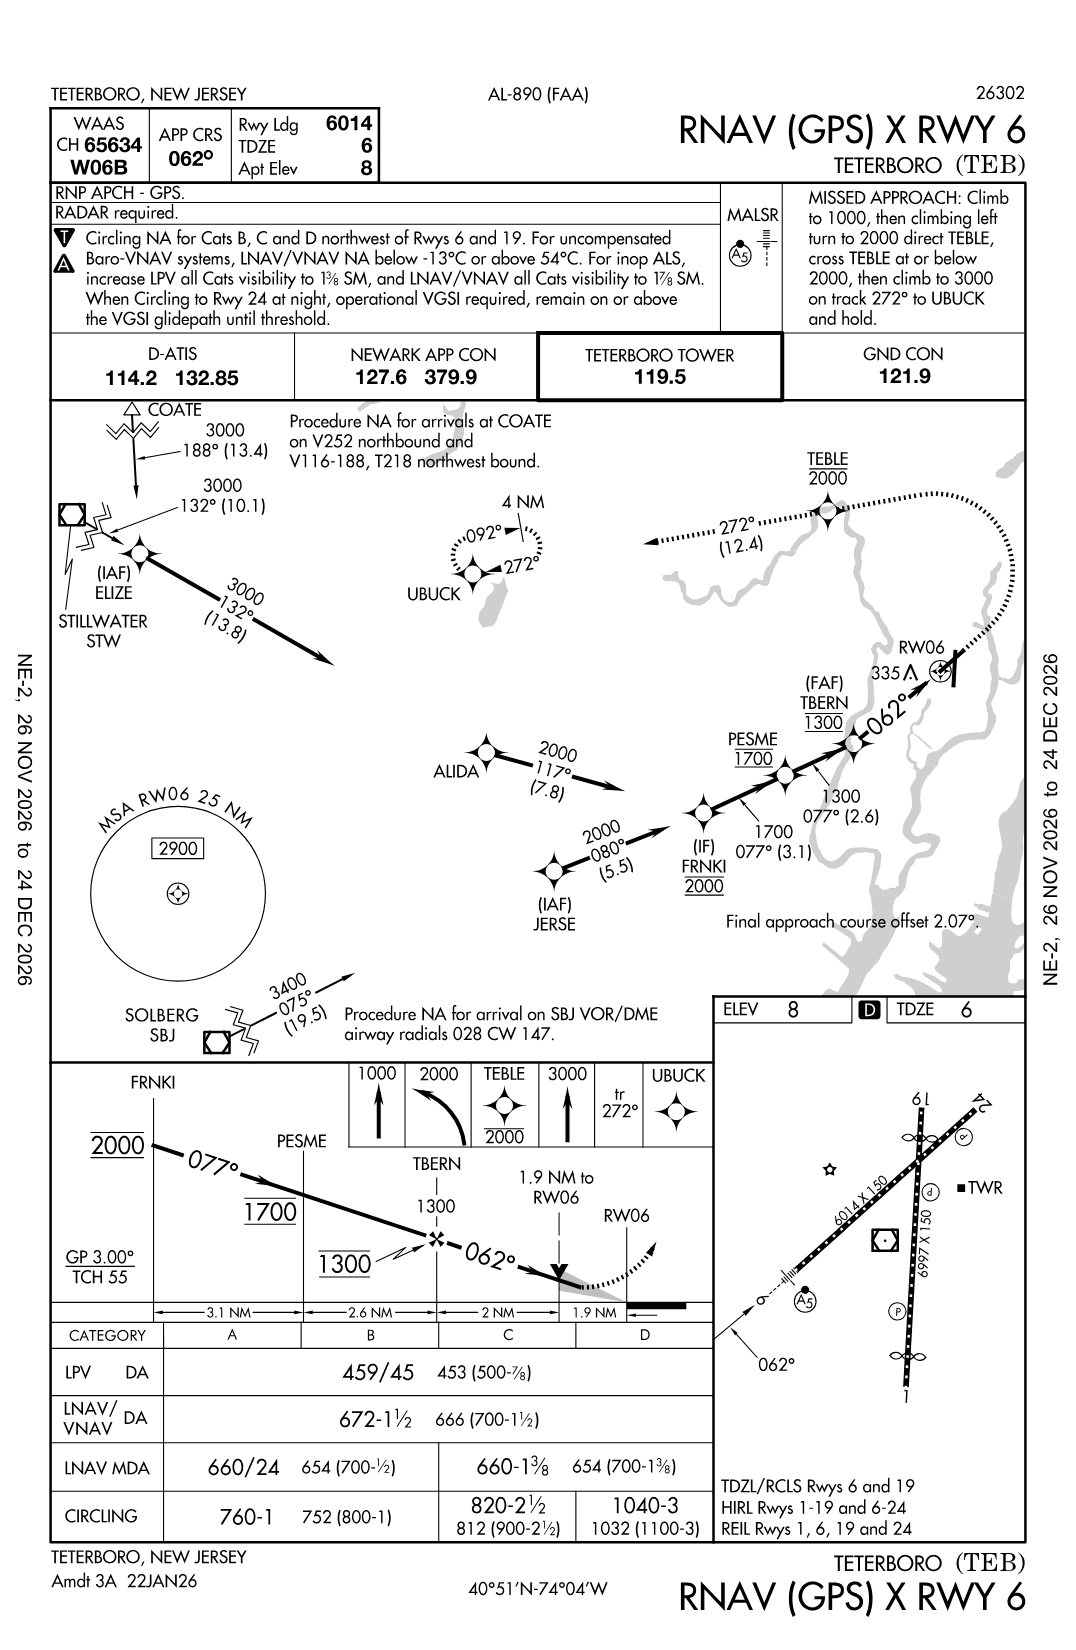 TETERBORO, NEW JERSEY
AL-890 (FAA)
26302
WAAS
CH 65634
W06B
APP CRS
062°
Rwy Ldg 6014
TDZE 6
Apt Elev 8
RNAV (GPS) X RWY 6
TETERBORO (TEB)
RNP APCH - GPS.
RADAR required.
T
A
Circling NA for Cats B, C and D northwest of Rwys 6 and 19. For uncompensated
Baro-VNAV systems, LNAV/VNAV NA below -13°C or above 54°C. For inop ALS,
increase LPV all Cats visibility to 1⅜ SM, and LNAV/VNAV all Cats visibility to 1⅞ SM.
When Circling to Rwy 24 at night, operational VGSI required, remain on or above
the VGSI glidepath until threshold.
MALSR
A5
MISSED APPROACH: Climb
to 1000, then climbing left
turn to 2000 direct TEBLE,
cross TEBLE at or below
2000, then climb to 3000
on track 272° to UBUCK
and hold.
D-ATIS
114.2 132.85
NEWARK APP CON
127.6 379.9
TETERBORO TOWER
119.5
GND CON
121.9
COATE
3000
188° (13.4)
3000
132° (10.1)
Procedure NA for arrivals at COATE
on V252 northbound and
V116-188, T218 northwest bound.
(IAF)
ELIZE
STILLWATER
STW
3000
132°
(13.8)
4 NM
092°
272°
UBUCK
TEBLE
2000
272°
(12.4)
RW06
335
(FAF)
TBERN
1300
062°
PESME
1700
ALIDA
2000
117°
(7.8)
1300
077° (2.6)
1700
077° (3.1)
2000
080°
(5.5)
(IF)
FRNKI
2000
(IAF)
JERSE
MSA RW06 25 NM
2900
Final approach course offset 2.07°.
SOLBERG
SBJ
3400
075°
(19.5)
Procedure NA for arrival on SBJ VOR/DME
airway radials 028 CW 147.
NE-2, 26 NOV 2026 to 24 DEC 2026
NE-2, 26 NOV 2026 to 24 DEC 2026
ELEV 8
D
TDZE 6
19
24
P
P
TWR
6014 X 150
6997 X 150
6
A5
P
062°
1
TDZL/RCLS Rwys 6 and 19
HIRL Rwys 1-19 and 6-24
REIL Rwys 1, 6, 19 and 24
FRNKI
2000
077°
PESME
1700
1000
2000
TEBLE
2000
3000
tr
272°
UBUCK
TBERN
1300
1300
062°
1.9 NM to
RW06
RW06
GP 3.00°
TCH 55
3.1 NM
2.6 NM
2 NM
1.9 NM
CATEGORY A B C D
LPV DA 459/45 453 (500-⅞)
LNAV/
VNAV DA 672-1½ 666 (700-1½)
LNAV MDA 660/24 654 (700-½) 660-1⅜ 654 (700-1⅜)
CIRCLING 760-1 752 (800-1)
820-2½
812 (900-2½)
1040-3
1032 (1100-3)
TETERBORO, NEW JERSEY
Amdt 3A 22JAN26
40°51'N-74°04'W
TETERBORO (TEB)
RNAV (GPS) X RWY 6